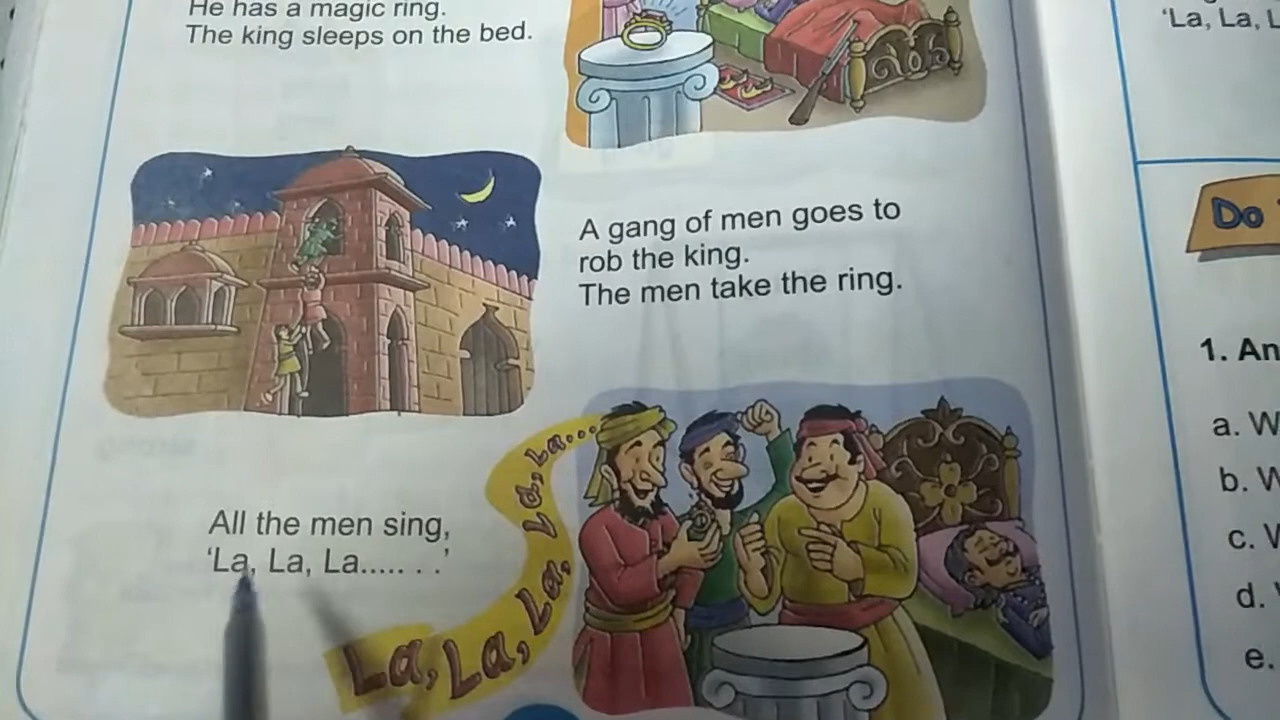 He has a magic ring.
The king sleeps on the bed.
A gang of men goes to
rob the king.
The men take the ring.
All the men sing,
‘La, La, La..... . .’
La, La, La, La, La...
‘La, La, L
Do
1. An
a. W
b. W
c. W
d.
e.